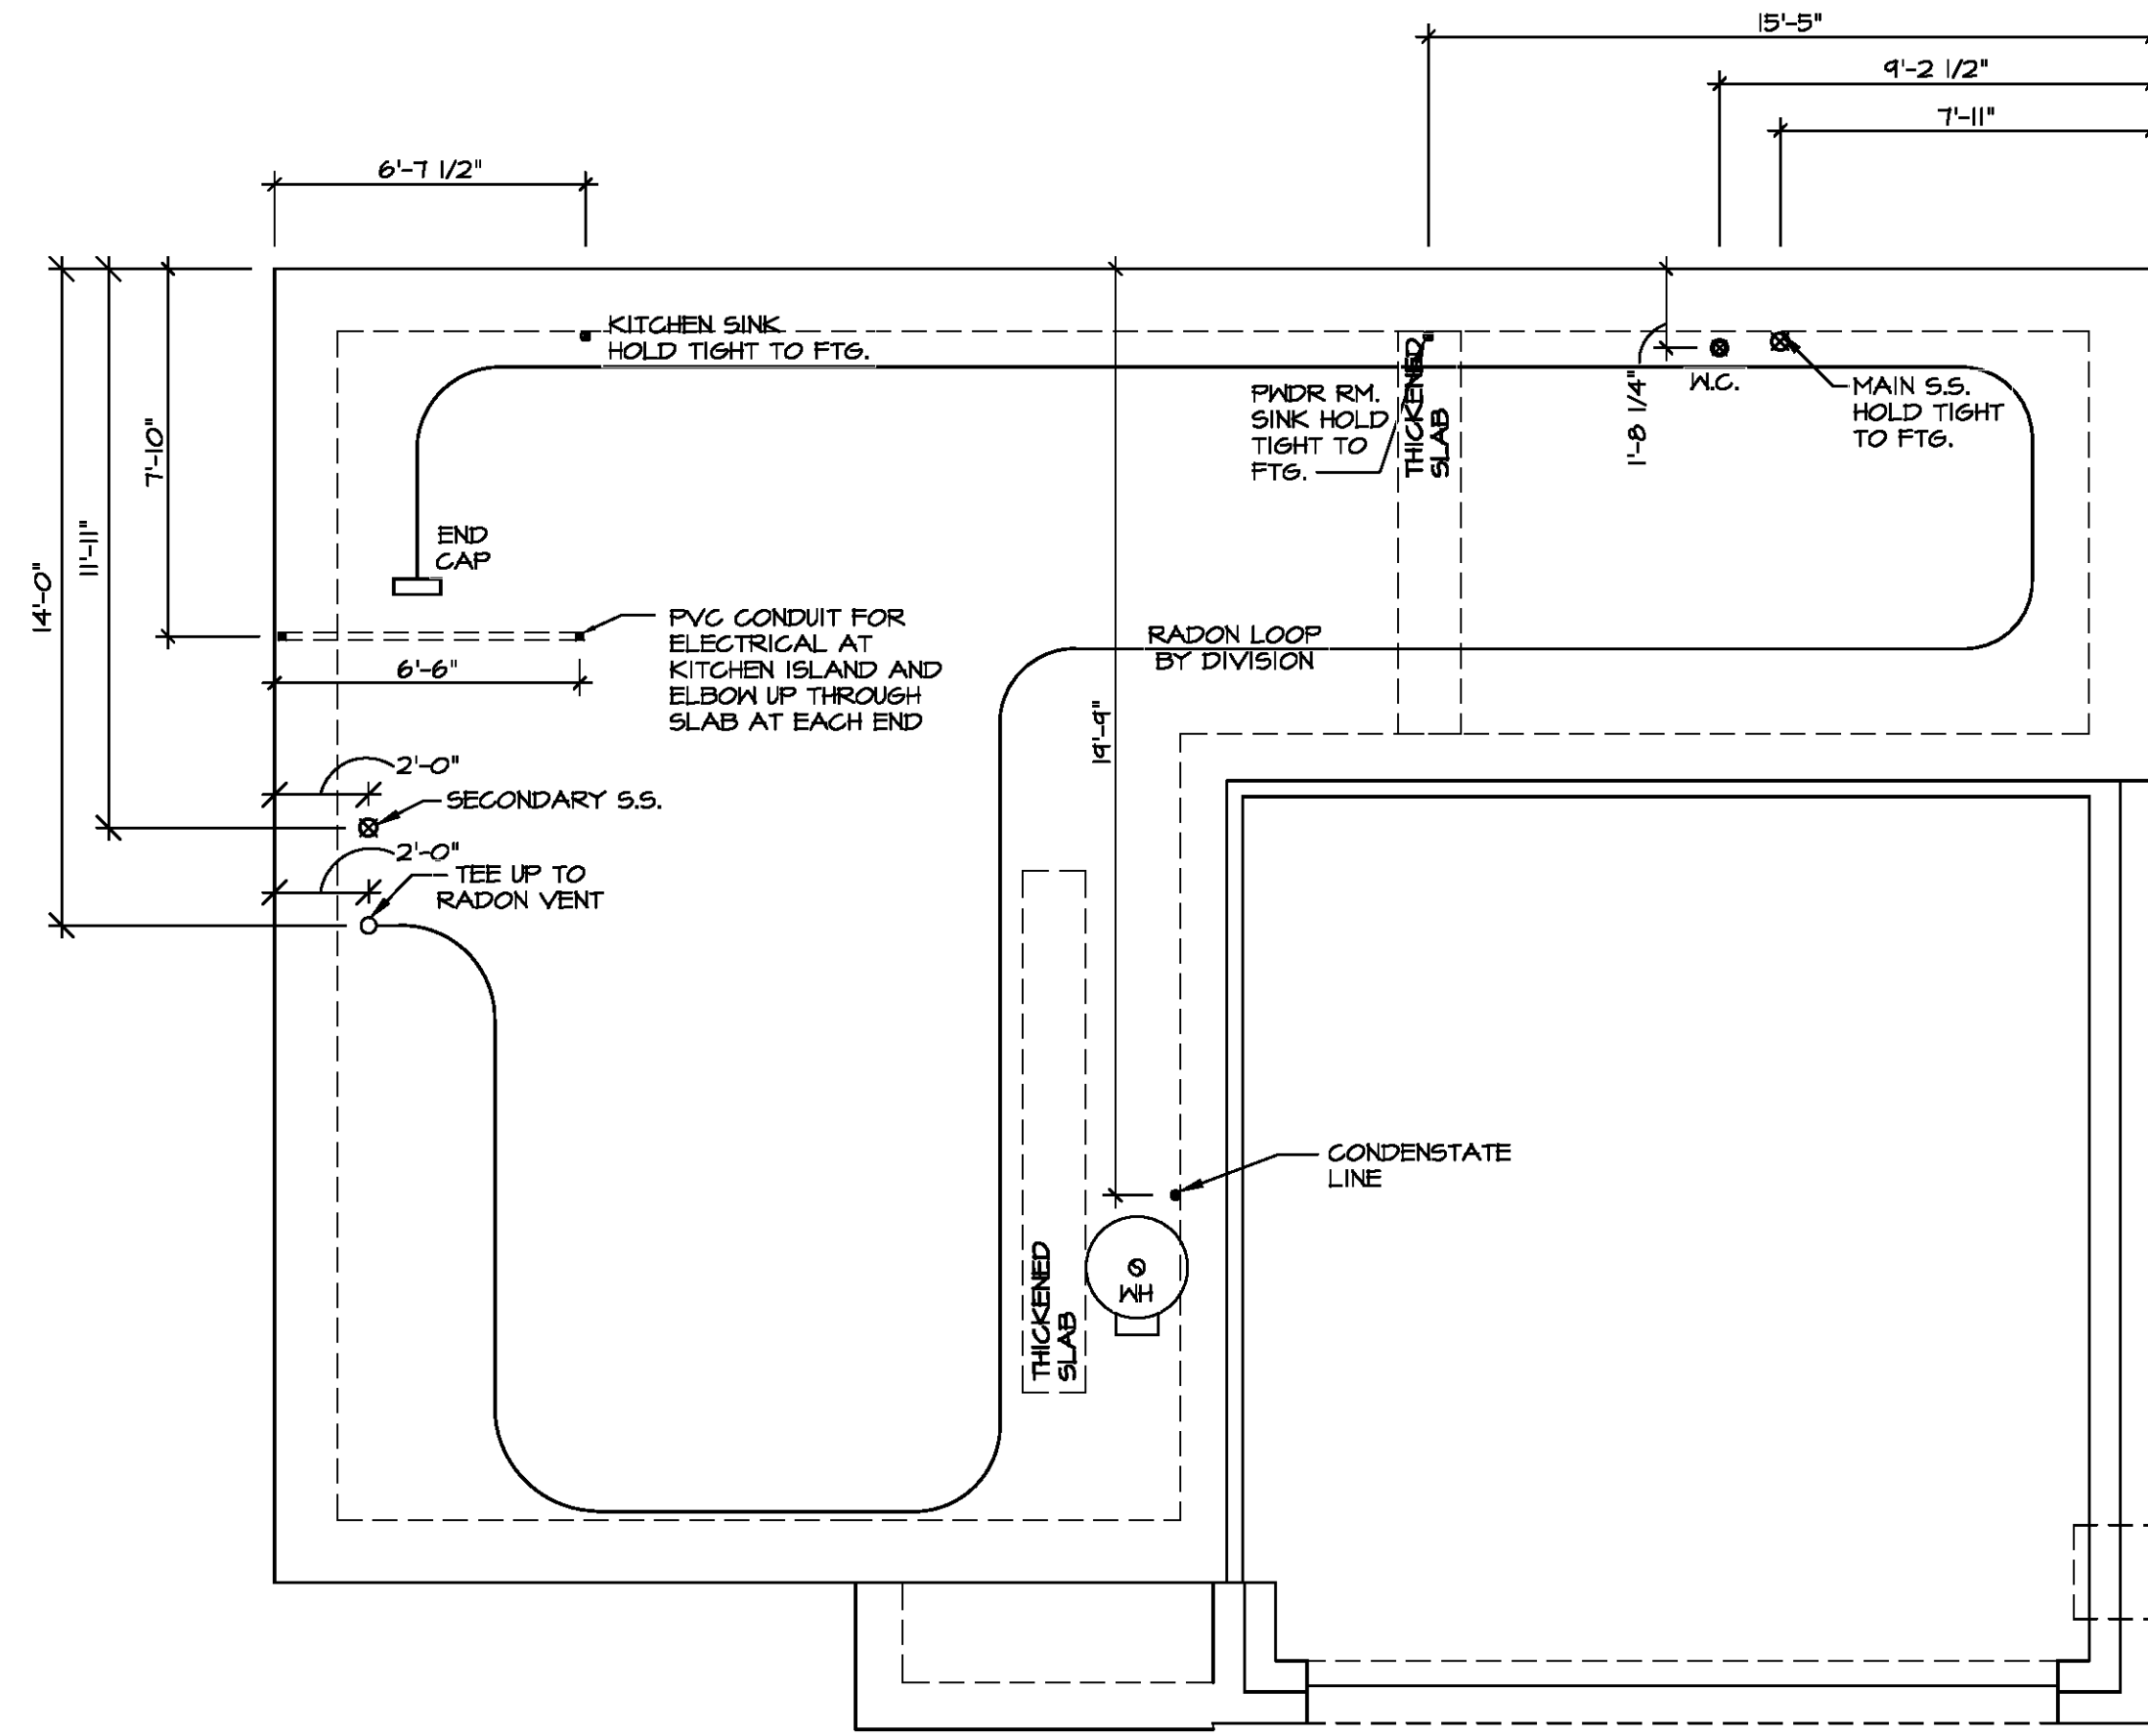 15'-5"
9'-2 1/2"
7'-11"
6'-7 1/2"
KITCHEN SINK
HOLD TIGHT TO FTG.
PWDR RM.
SINK HOLD
TIGHT TO
FTG.
THICKENED
SLAB
1'-8 1/4"
W.C.
MAIN S.S.
HOLD TIGHT
TO FTG.
7'-10"
11'-11"
14'-0"
END
CAP
PVC CONDUIT FOR
ELECTRICAL AT
KITCHEN ISLAND AND
ELBOW UP THROUGH
SLAB AT EACH END
6'-6"
RADON LOOP
BY DIVISION
19'-9"
2'-0"
SECONDARY S.S.
2'-0"
TEE UP TO
RADON VENT
CONDENSTATE
LINE
THICKENED
SLAB
S
WH